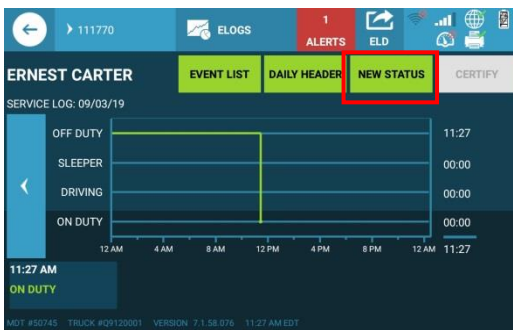 111770
ELOGS
1
ALERTS
ELD
ERNEST CARTER
EVENT LIST
DAILY HEADER
NEW STATUS
CERTIFY
SERVICE LOG: 09/03/19
OFF DUTY 11:27
SLEEPER 00:00
DRIVING 00:00
ON DUTY 00:00
12 AM 4 AM 8 AM 12 PM 4 PM 8 PM 12 AM 11:27
11:27 AM
ON DUTY
MDT #50745 TRUCK #Q9120001 VERSION 7.1.58.076 11:27 AM EDT